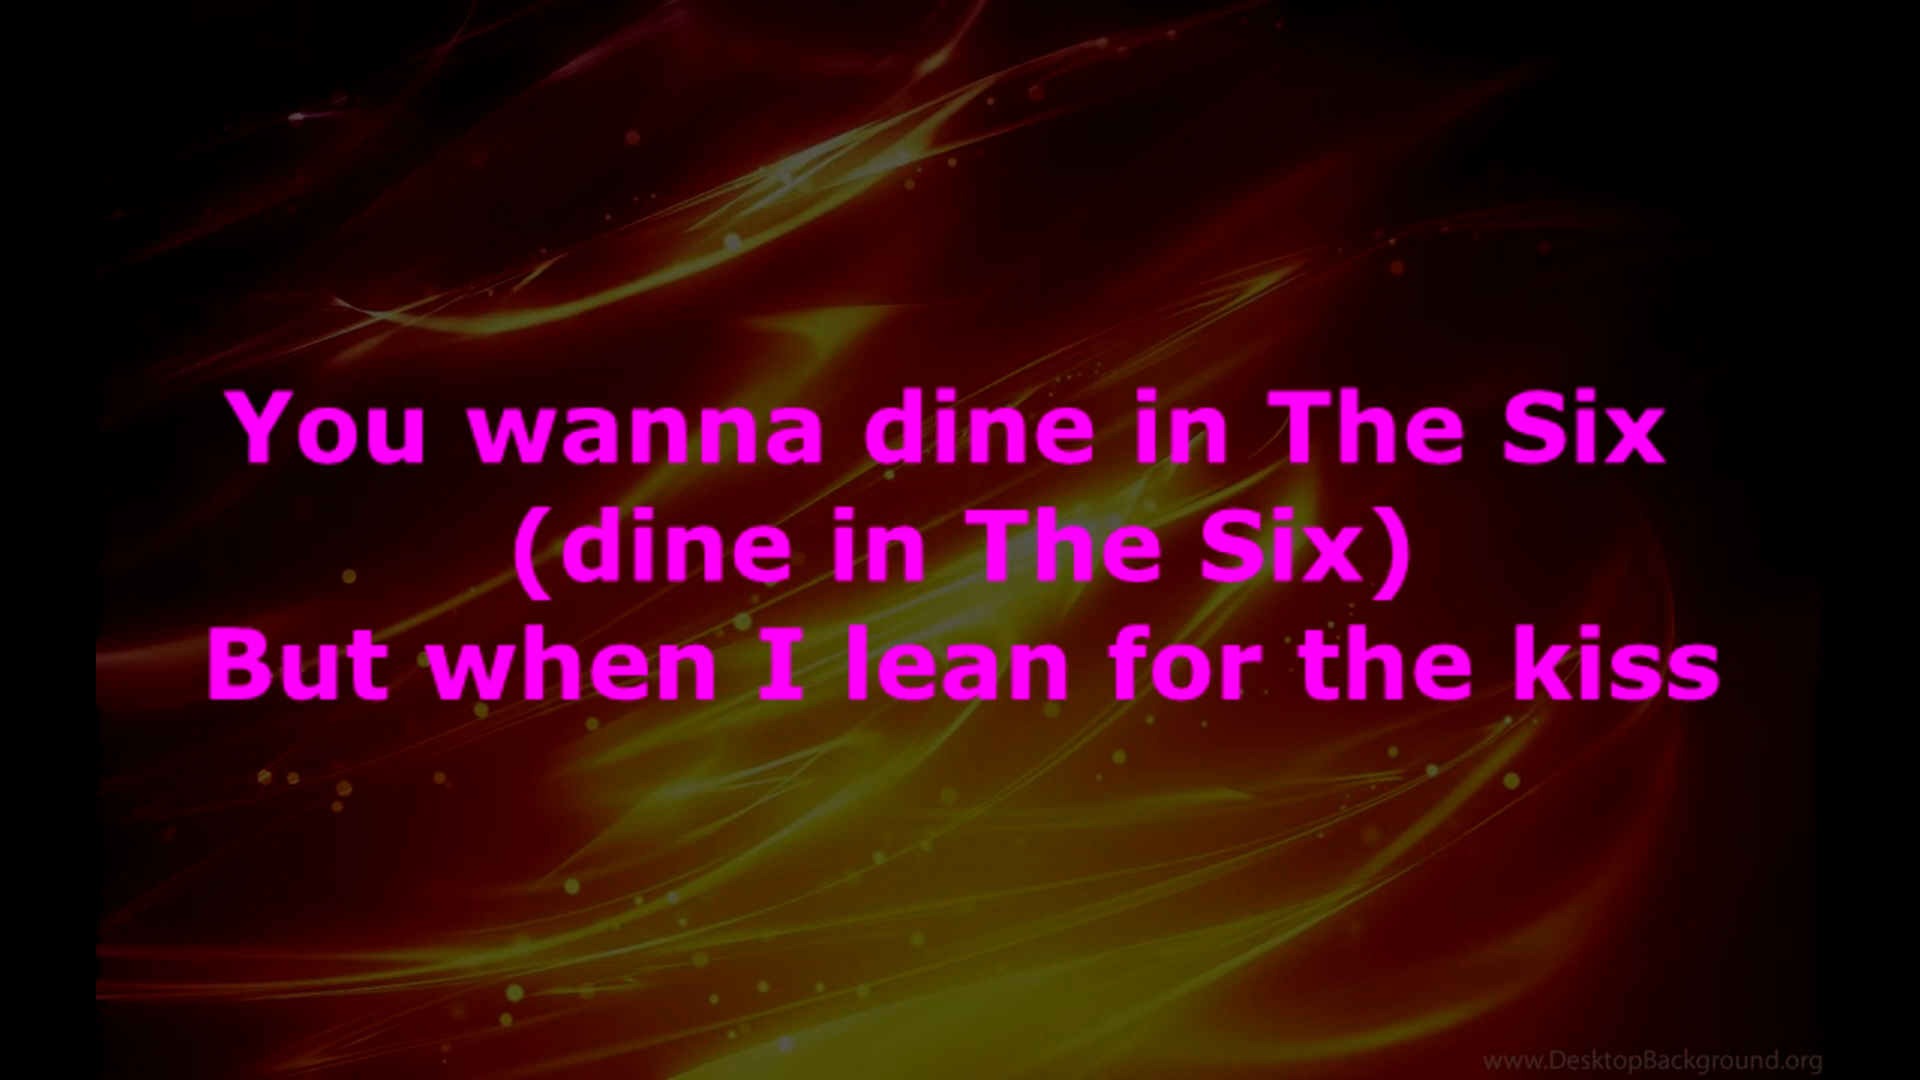 You wanna dine in The Six
(dine in The Six)
But when I lean for the kiss
www.DesktopBackground.org